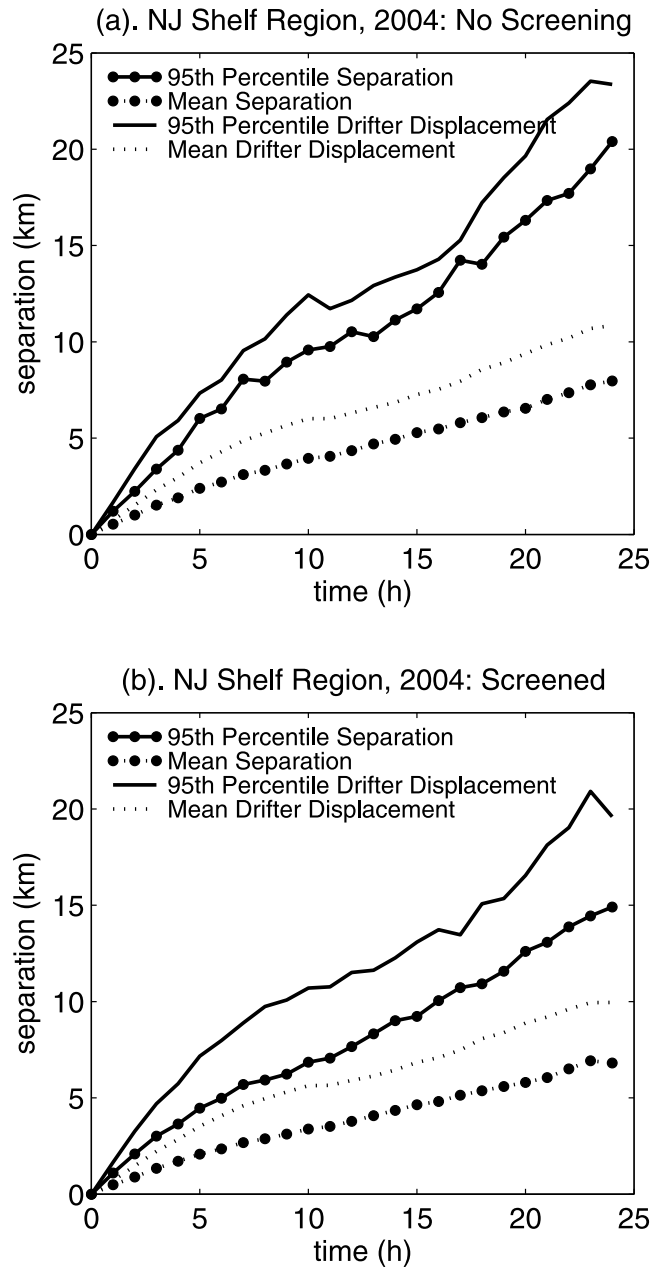 (a). NJ Shelf Region, 2004: No Screening
25
95th Percentile Separation
Mean Separation
95th Percentile Drifter Displacement
Mean Drifter Displacement
20
15
10
5
0
separation (km)
0 5 10 15 20 25
time (h)
(b). NJ Shelf Region, 2004: Screened
25
95th Percentile Separation
Mean Separation
95th Percentile Drifter Displacement
Mean Drifter Displacement
20
15
10
5
0
separation (km)
0 5 10 15 20 25
time (h)